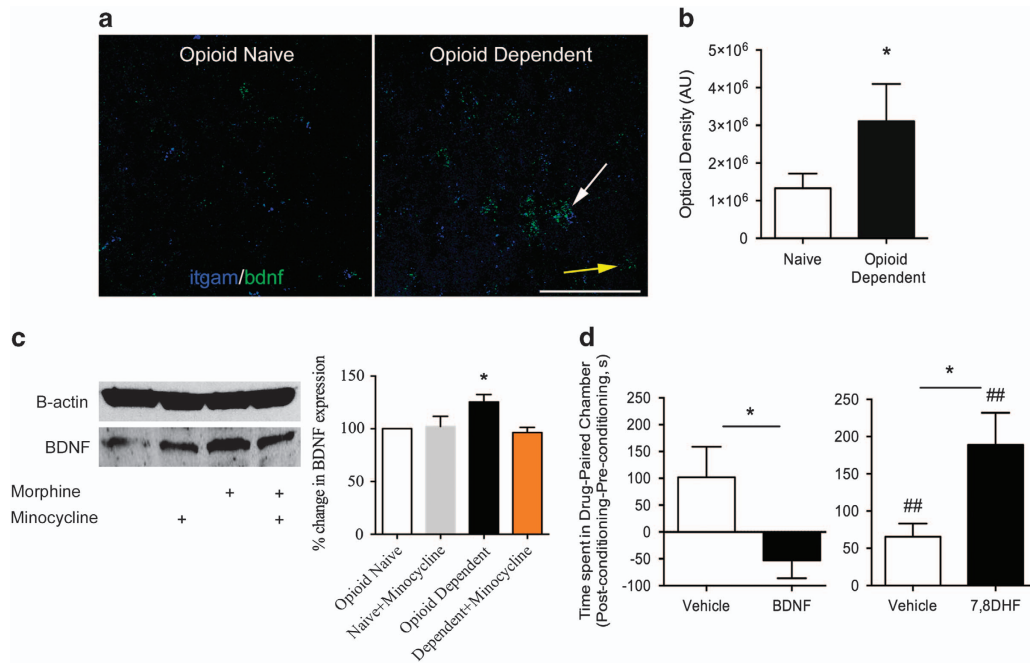 a
Opioid Naive
Opioid Dependent
itgam/bdnf
b
Optical Density (AU)
5×10⁶
4×10⁶
3×10⁶
2×10⁶
1×10⁶
0
*
Naive
Opioid
Dependent
c
B-actin
BDNF
Morphine
+
+
Minocycline
+
+
% change in BDNF expression
150
100
50
100
0
*
Opioid Naive
Naive+Minocycline
Opioid Dependent
Dependent+Minocycline
d
Time spent in Drug-Paired Chamber
(Post-conditioning-Pre-conditioning, s)
250
200
150
100
50
0
-50
-100
*
Vehicle
BDNF
250
200
150
100
50
0
*
##
##
Vehicle
7,8DHF